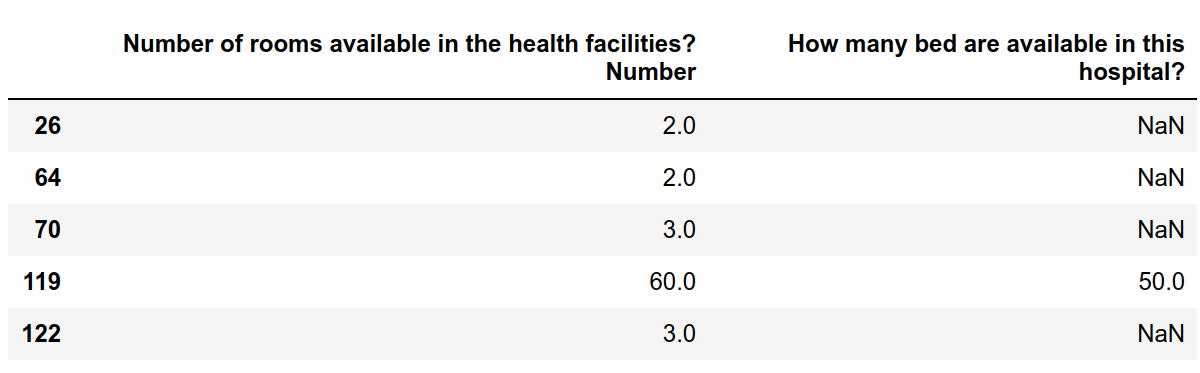 Number of rooms available in the health facilities? How many bed are available in this
Number hospital?
26 2.0 NaN
64 2.0 NaN
70 3.0 NaN
119 60.0 50.0
122 3.0 NaN